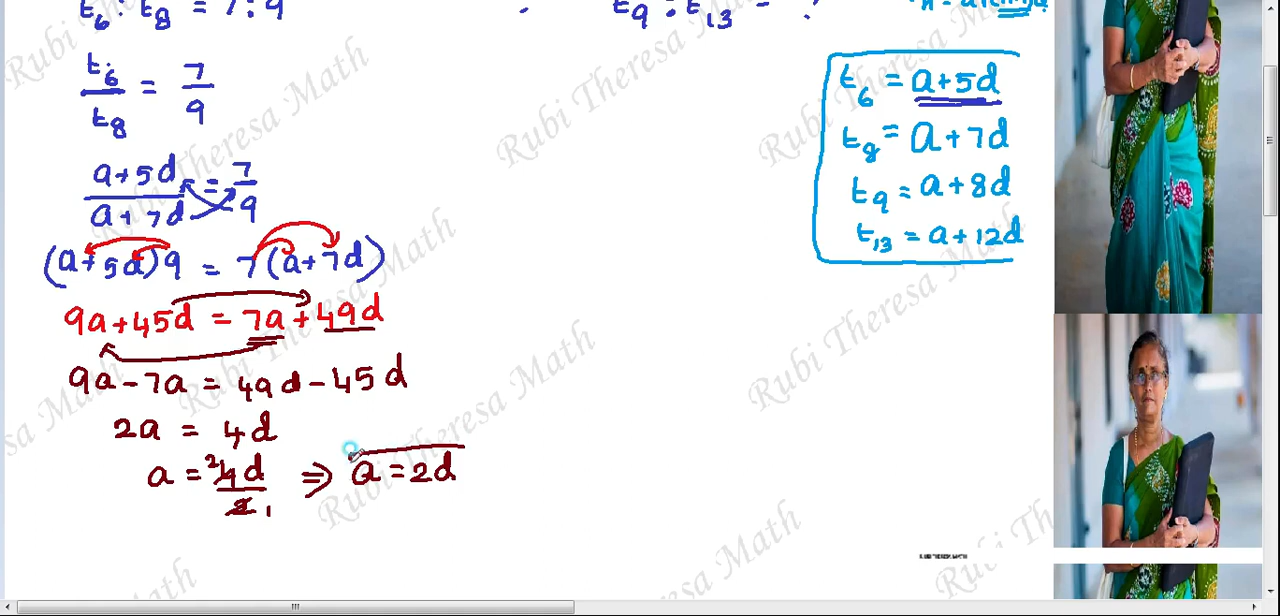 t6 : t8 = 7 : 9
t9 : t13 = ?
t6/t8 = 7/9
a+5d/a+7d = 7/9
(a+5d)9 = 7(a+7d)
9a+45d = 7a+49d
9a-7a = 49d-45d
2a = 4d
a = 4d/2 ⇒ a = 2d
t6 = a+5d
t8 = a+7d
t9 = a+8d
t13 = a+12d
Rubi Theresa Math